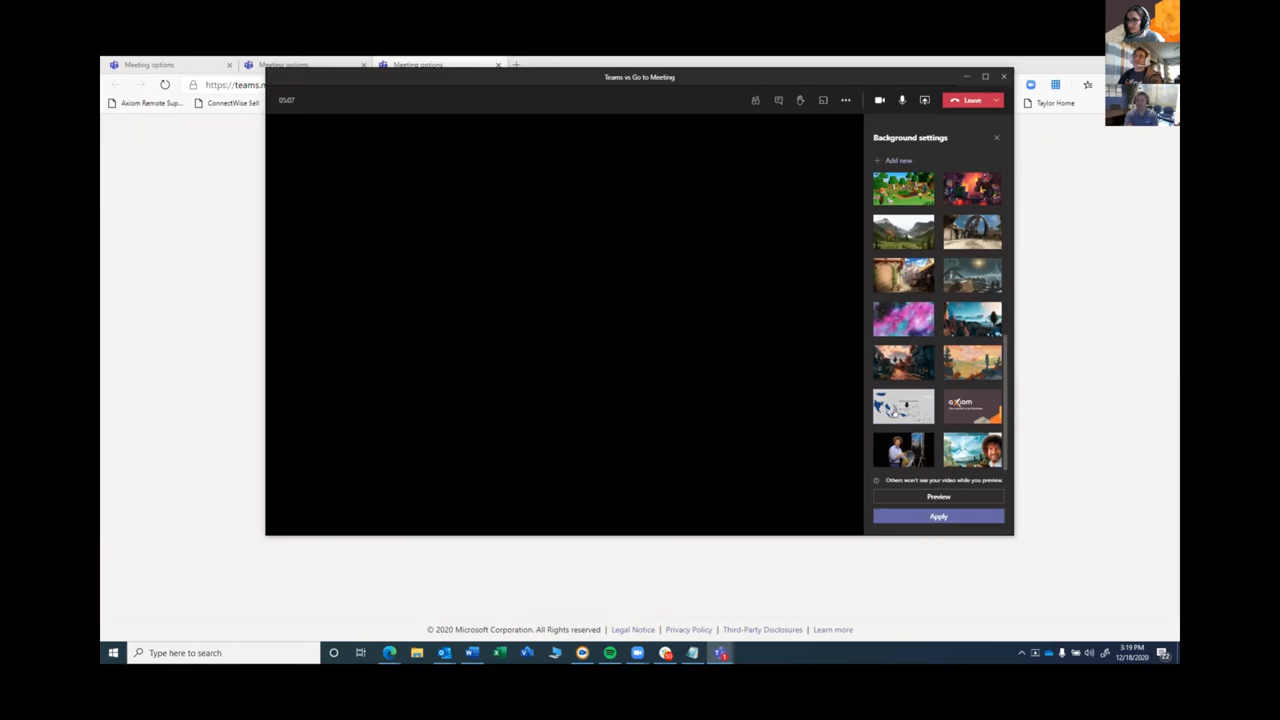 Meeting options
Meeting options
Meeting options
Teams vs Go to Meeting
https://teams.m
Axiom Remote Sup...
ConnectWise Sell
Taylor Home
05:07
Leave
Background settings
Add new
axiom
Others won't see your video while you preview.
Preview
Apply
© 2020 Microsoft Corporation. All Rights reserved | Legal Notice | Privacy Policy | Third-Party Disclosures | Learn more
Type here to search
3:19 PM
12/18/2020
22